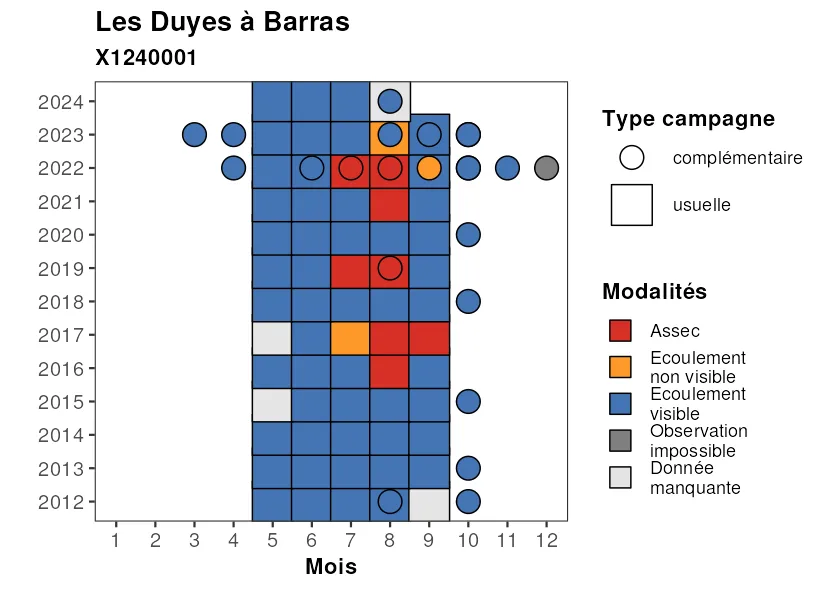 Les Duyes à Barras
X1240001
2024
2023
2022
2021
2020
2019
2018
2017
2016
2015
2014
2013
2012
1 2 3 4 5 6 7 8 9 10 11 12
Mois
Type campagne
complémentaire
usuelle
Modalités
Assec
Ecoulement
non visible
Ecoulement
visible
Observation
impossible
Donnée
manquante